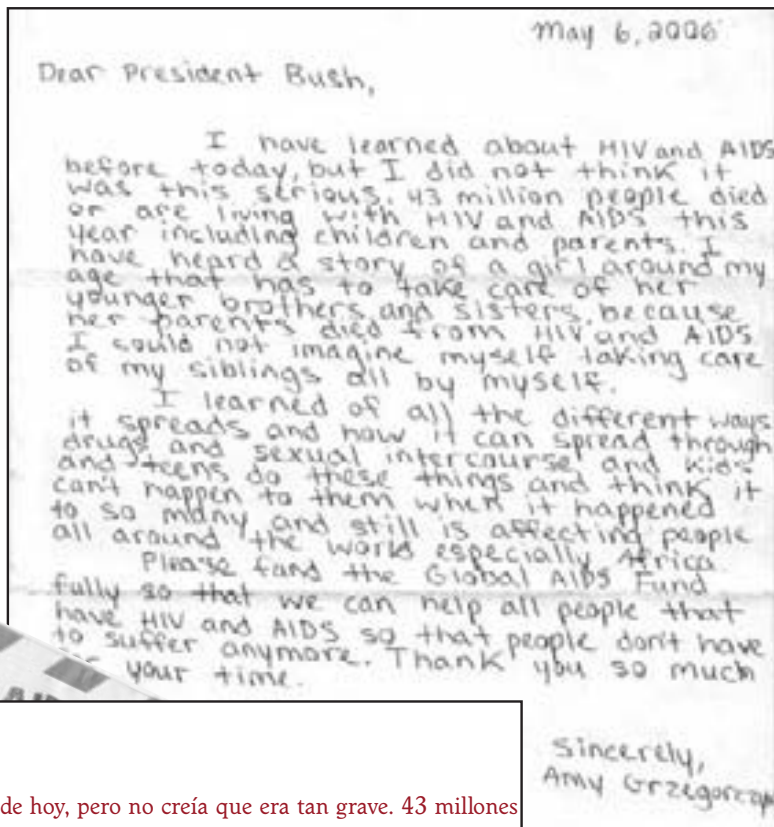 May 6, 2006
Dear President Bush,
I have learned about HIV and AIDS
before today, but I did not think it
was this serious. 43 million people died
or are living with HIV and AIDS this
year including children and parents. I
have heard a story of a girl around my
age that has to take care of her
younger brothers and sisters because
her parents died from HIV and AIDS
I could not imagine myself taking care
of my siblings all by myself.
I learned of all the different ways
it spreads and how it can spread through
drugs and sexual intercourse and kids
and teens do these things and think it
can't happen to them when it happened
to so many and still is affecting people
all around the world especially Africa.
Please fund the Global AIDS Fund
fully so that we can help all people that
have HIV and AIDS so that people don't have
to suffer anymore. Thank you so much
your time.
Sincerely,
Amy Grzegorczyk
de hoy, pero no creía que era tan grave. 43 millones